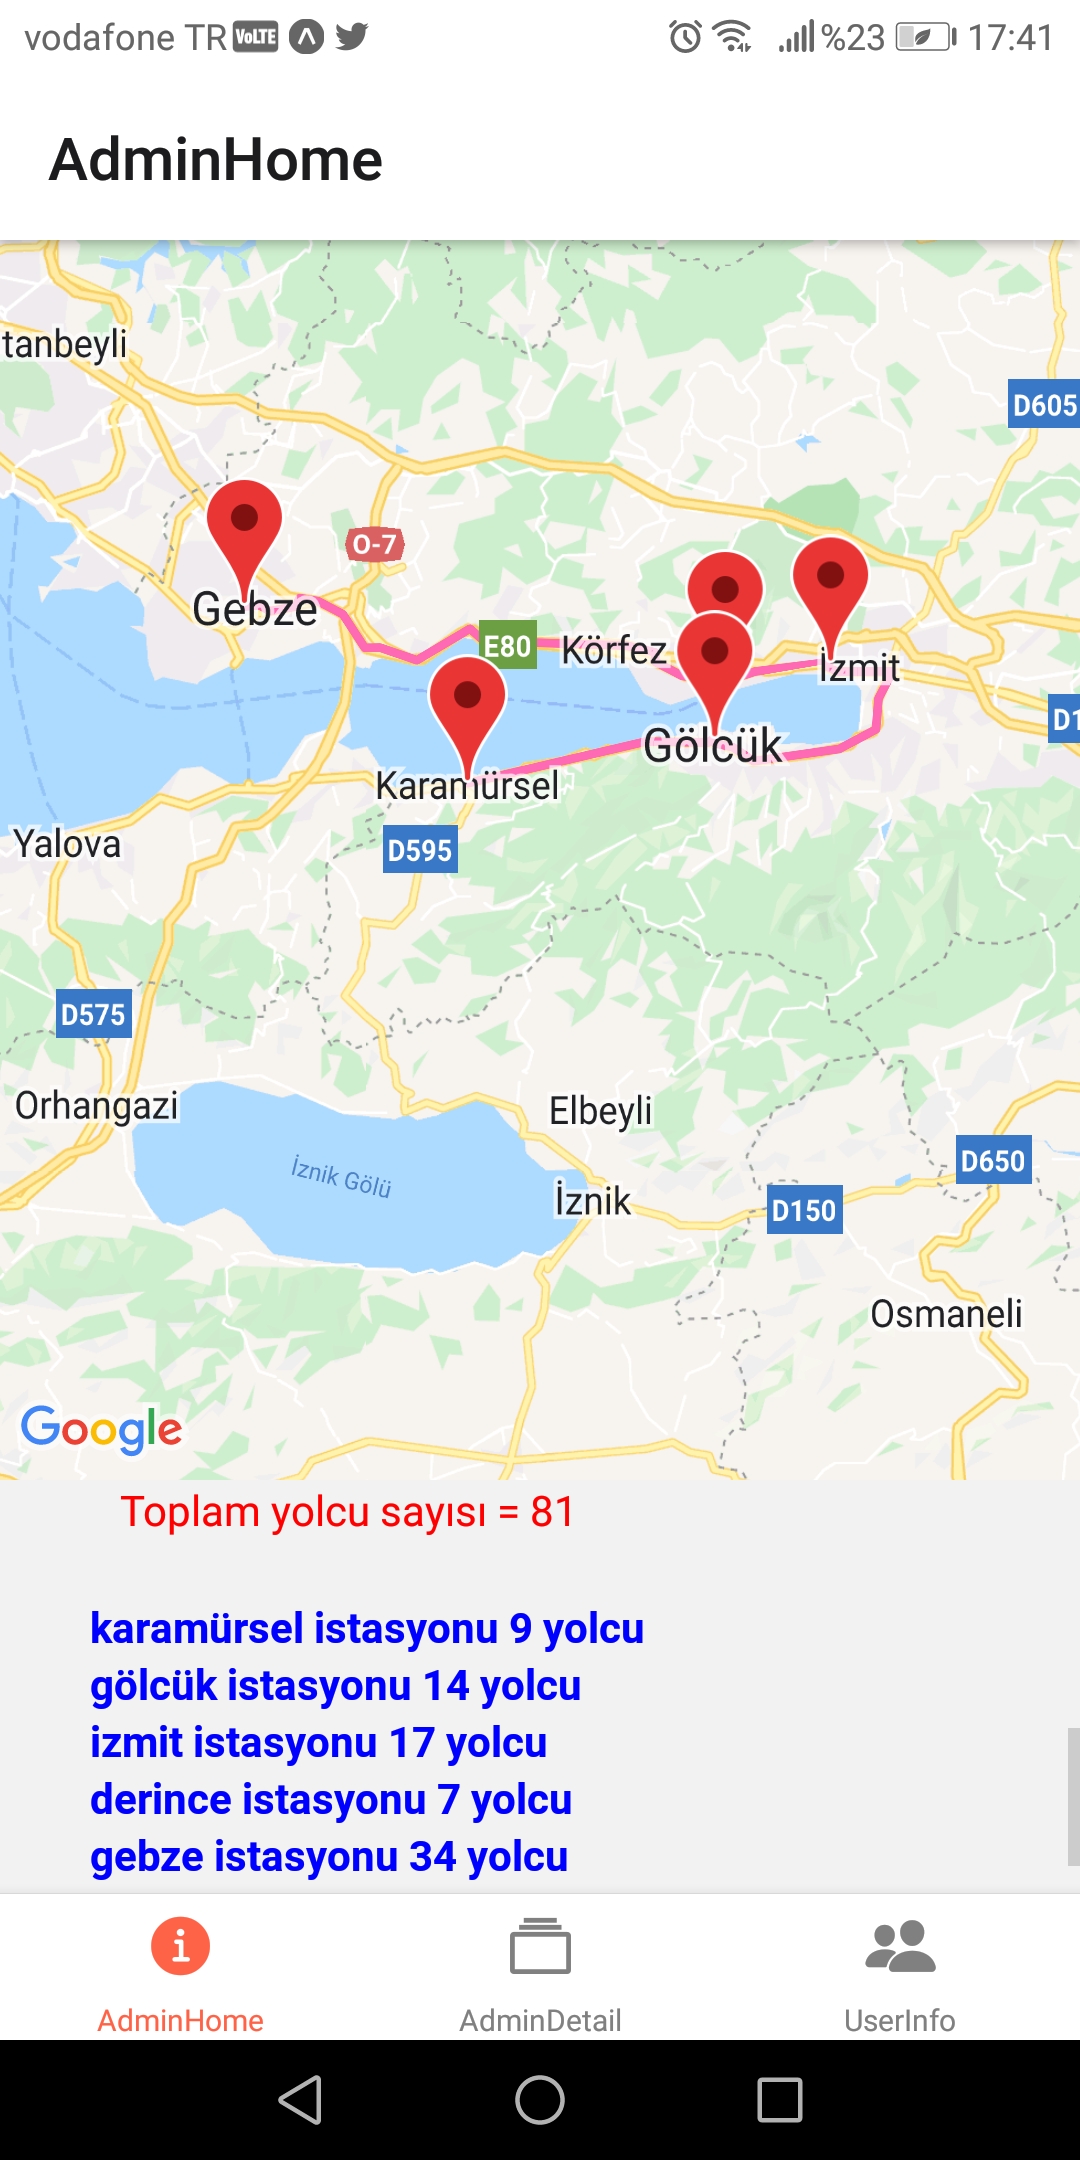 vodafone TR VoLTE %23 17:41
AdminHome
tanbeyli
D605
O-7
Gebze
E80
Körfez
İzmit
D1
Gölcük
Karamürsel
Yalova
D595
D575
Orhangazi
Elbeyli
D650
İznik Gölü
İznik
D150
Osmaneli
Google
Toplam yolcu sayısı = 81
karamürsel istasyonu 9 yolcu
gölcük istasyonu 14 yolcu
izmit istasyonu 17 yolcu
derince istasyonu 7 yolcu
gebze istasyonu 34 yolcu
AdminHome AdminDetail UserInfo